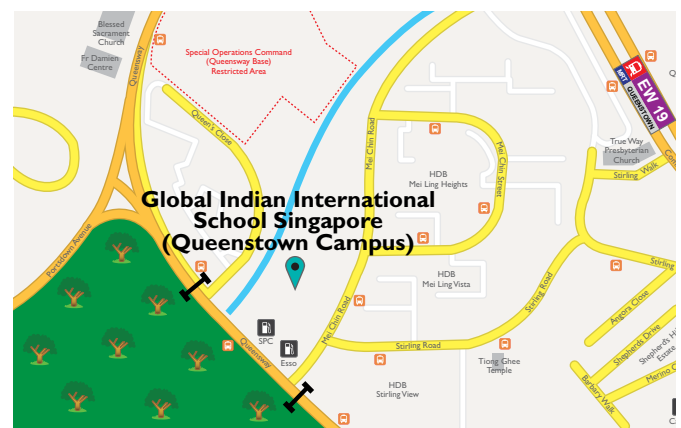 Blessed
Sacrament
Church
Fr Damien
Centre
Queensway
Special Operations Command
(Queensway Base)
Restricted Area
MRT
QUEENSTOWN
EW 19
Queen's Close
Mei Chin Road
Mei Chin Street
True Way
Presbyterian
Church
Stirling Walk
HDB
Mei Ling Heights
Global Indian International
School Singapore
(Queenstown Campus)
Portsdown Avenue
HDB
Mei Ling Vista
Stirling Road
Stirling
Angora Close
Shepherds Drive
Mei Chin Road
SPC
Esso
Queensway
Stirling Road
Tiong Ghee
Temple
HDB
Stirling View
Barbary Walk